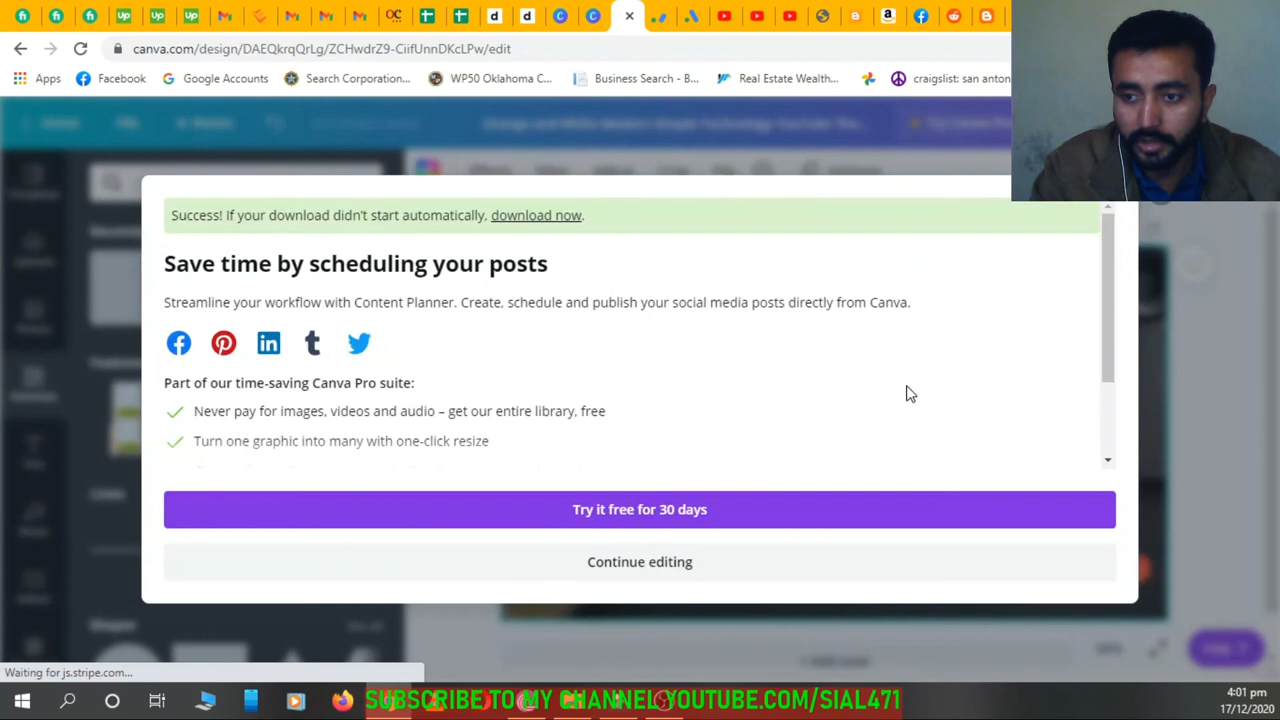 canva.com/design/DAEQkrqQrLg/ZCHwdrZ9-CiifUnnDKcLPw/edit
Apps Facebook Google Accounts Search Corporation... WP50 Oklahoma C... Business Search - B... Real Estate Wealth... craigslist: san anton
Success! If your download didn't start automatically, download now.
Save time by scheduling your posts
Streamline your workflow with Content Planner. Create, schedule and publish your social media posts directly from Canva.
Part of our time-saving Canva Pro suite:
Never pay for images, videos and audio – get our entire library, free
Turn one graphic into many with one-click resize
Try it free for 30 days
Continue editing
Waiting for js.stripe.com...
SUBSCRIBE TO MY CHANNEL YOUTUBE.COM/SIAL471
4:01 pm
17/12/2020